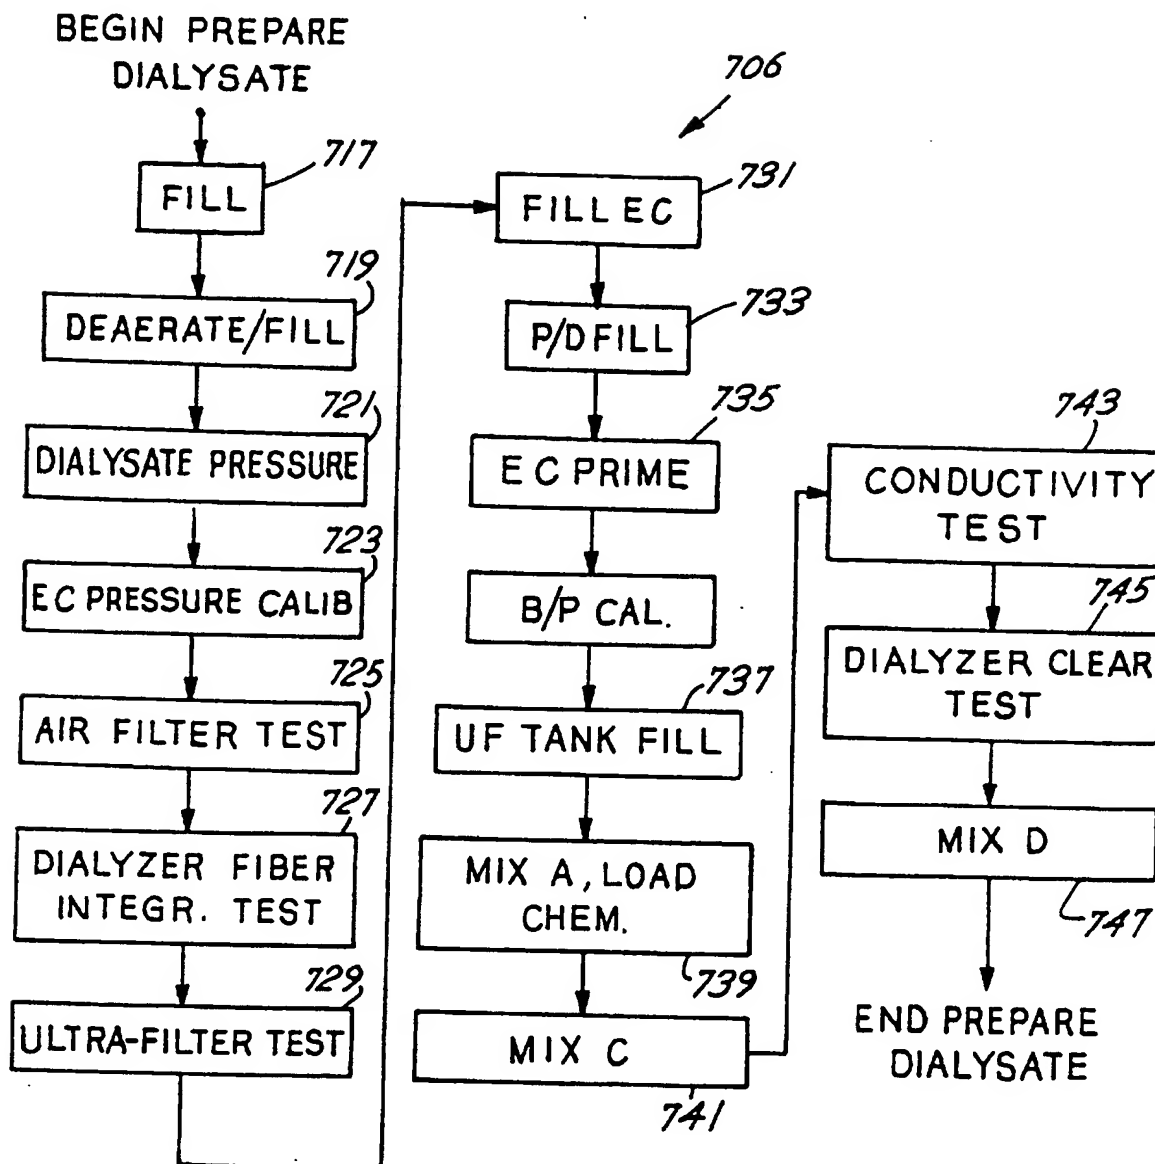 BEGIN PREPARE
DIALYSATE
717
FILL
719
DEAERATE/FILL
721
DIALYSATE PRESSURE
723
EC PRESSURE CALIB
725
AIR FILTER TEST
727
DIALYZER FIBER
INTEGR. TEST
729
ULTRA-FILTER TEST
706
731
FILL EC
733
P/D FILL
735
EC PRIME
B/P CAL.
737
UF TANK FILL
MIX A, LOAD
CHEM.
739
MIX C
741
743
CONDUCTIVITY
TEST
745
DIALYZER CLEAR
TEST
MIX D
747
END PREPARE
DIALYSATE